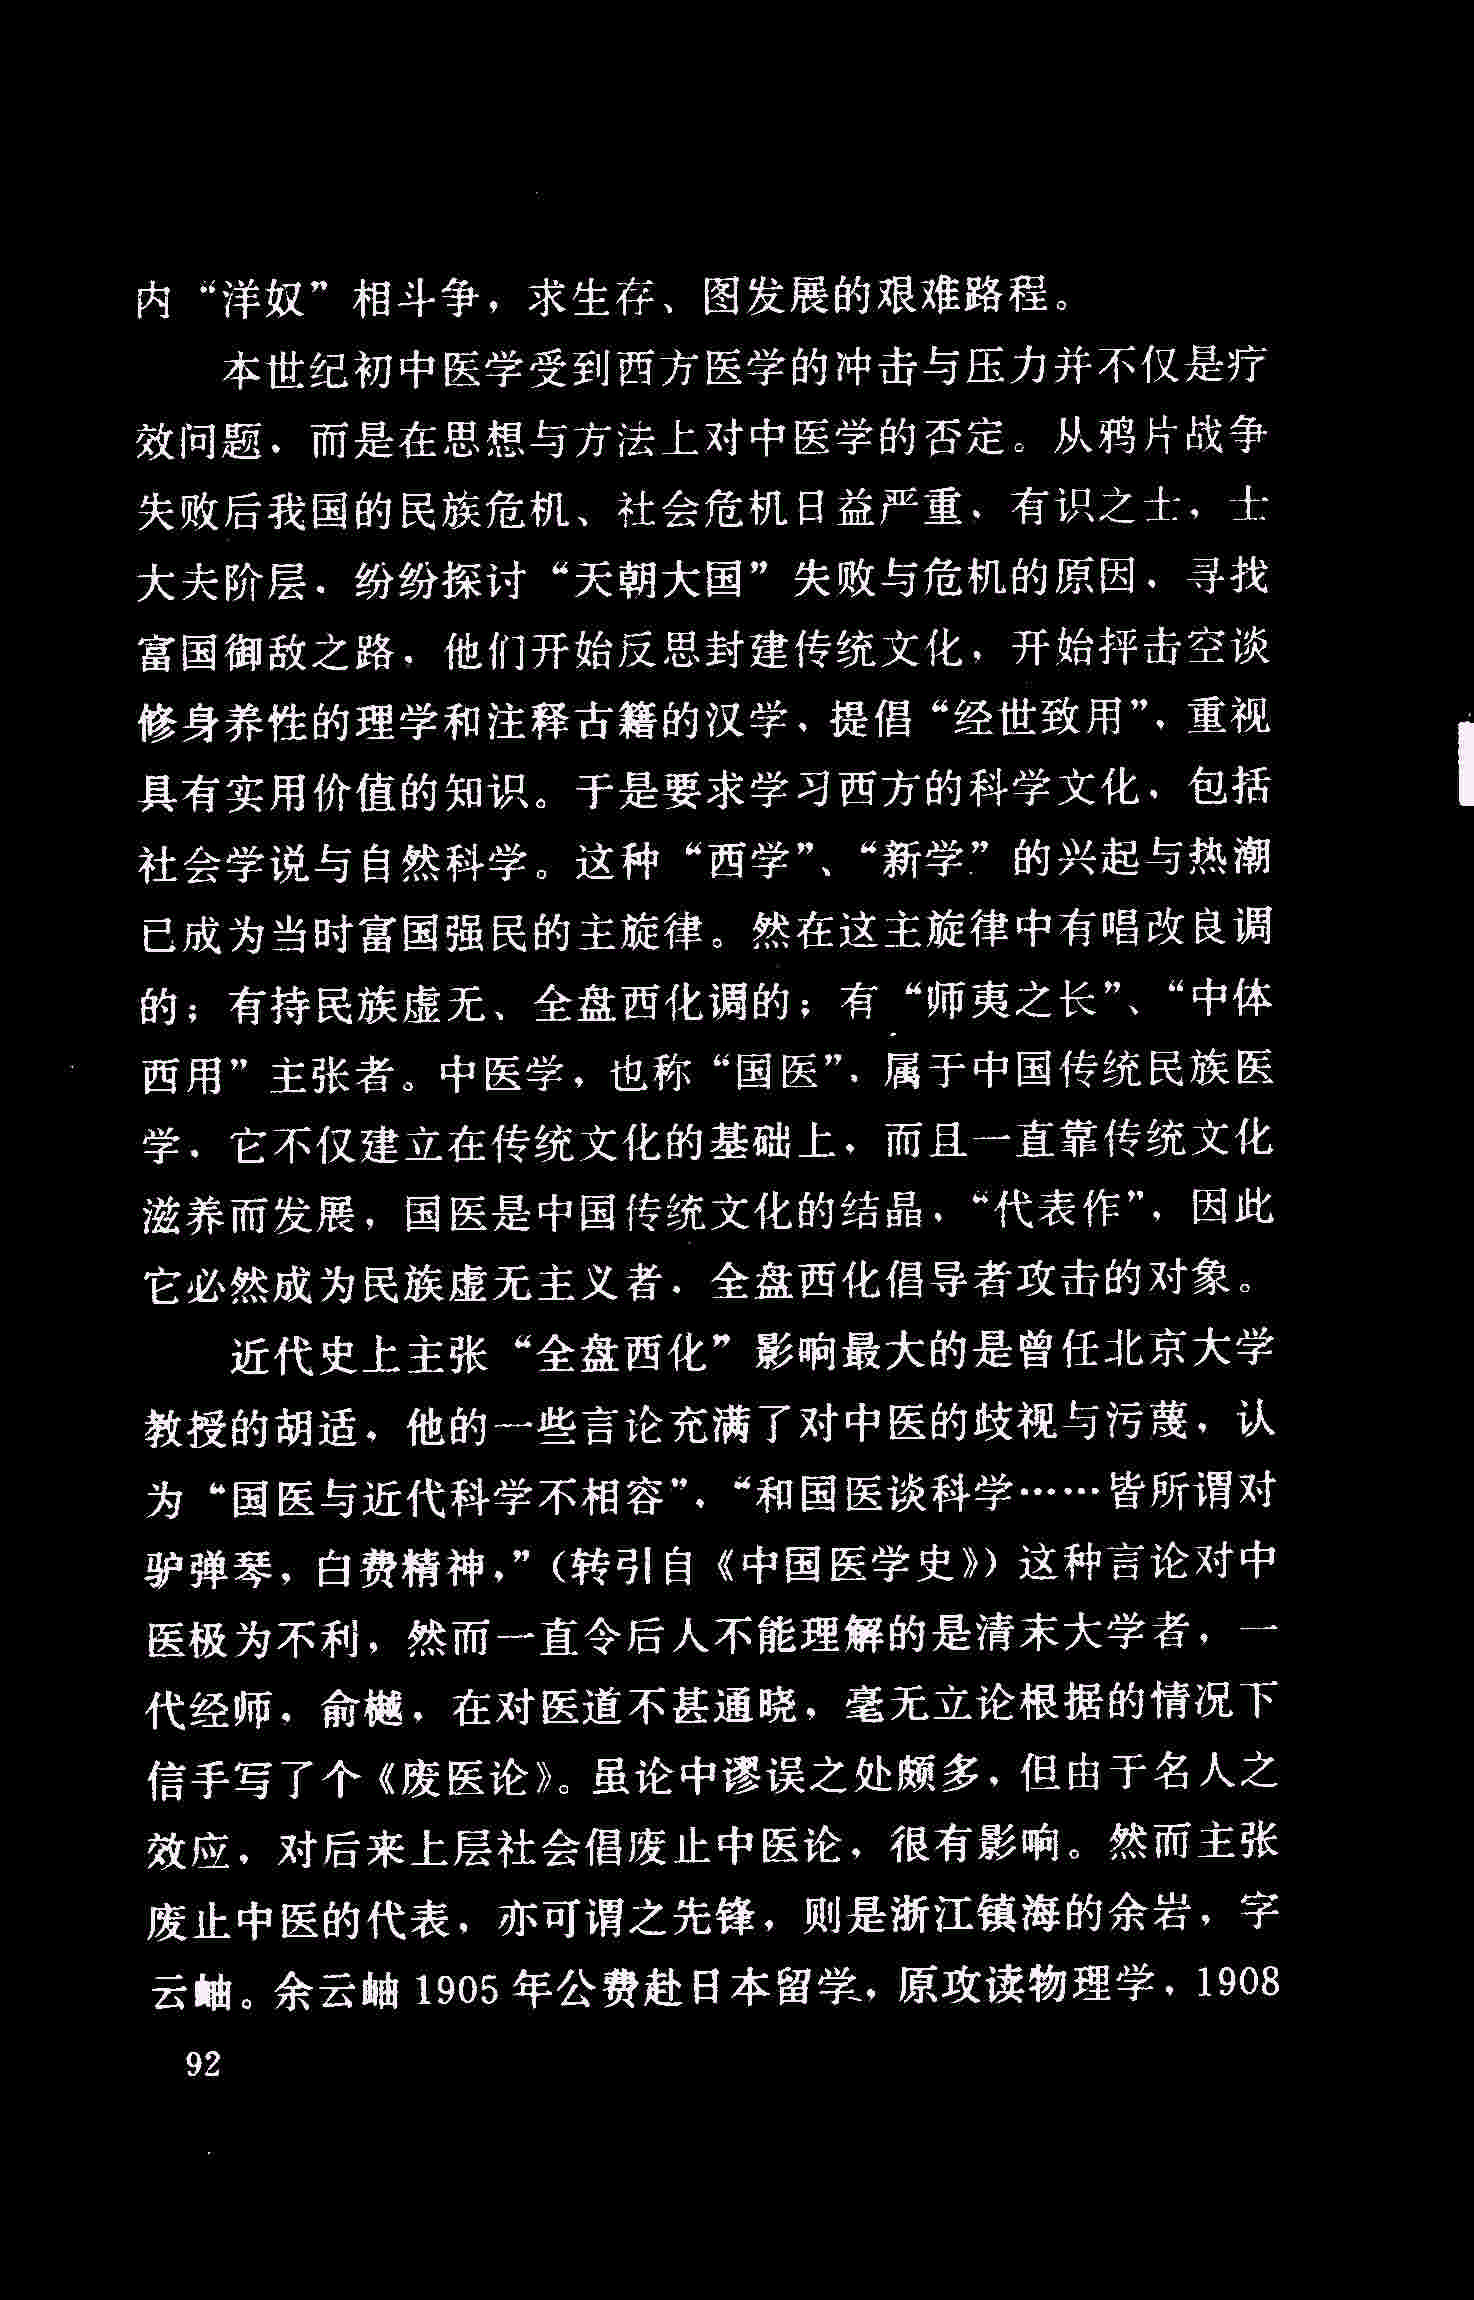 内“洋奴”相斗争，求生存、图发展的艰难路程。
本世纪初中医学受到西方医学的冲击与压力并不仅是疗
效问题，而是在思想与方法上对中医学的否定。从鸦片战争
失败后我国的民族危机、社会危机日益严重，有识之士，士
大夫阶层，纷纷探讨“天朝大国”失败与危机的原因，寻找
富国御敌之路，他们开始反思封建传统文化，开始抨击空谈
修身养性的理学和注释古籍的汉学，提倡“经世致用”，重视
具有实用价值的知识。于是要求学习西方的科学文化，包括
社会学说与自然科学。这种“西学”、“新学”的兴起与热潮
已成为当时富国强民的主旋律。然在这主旋律中有唱改良调
的；有持民族虚无、全盘西化调的；有“师夷之长”、“中体
西用”主张者。中医学，也称“国医”，属于中国传统民族医
学，它不仅建立在传统文化的基础上，而且一直靠传统文化
滋养而发展，国医是中国传统文化的结晶，“代表作”，因此
它必然成为民族虚无主义者，全盘西化倡导者攻击的对象。
近代史上主张“全盘西化”影响最大的是曾任北京大学
教授的胡适，他的一些言论充满了对中医的歧视与污蔑，认
为“国医与近代科学不相容”，“和国医谈科学……皆所谓对
驴弹琴，白费精神，”（转引自《中国医学史》）这种言论对中
医极为不利，然而一直令后人不能理解的是清末大学者，一
代经师，俞樾，在对医道不甚通晓，毫无立论根据的情况下
信手写了个《废医论》。虽论中谬误之处颇多，但由于名人之
效应，对后来上层社会倡废止中医论，很有影响。然而主张
废止中医的代表，亦可谓之先锋，则是浙江镇海的余岩，字
云岫。余云岫1905年公费赴日本留学，原攻读物理学，1908
92